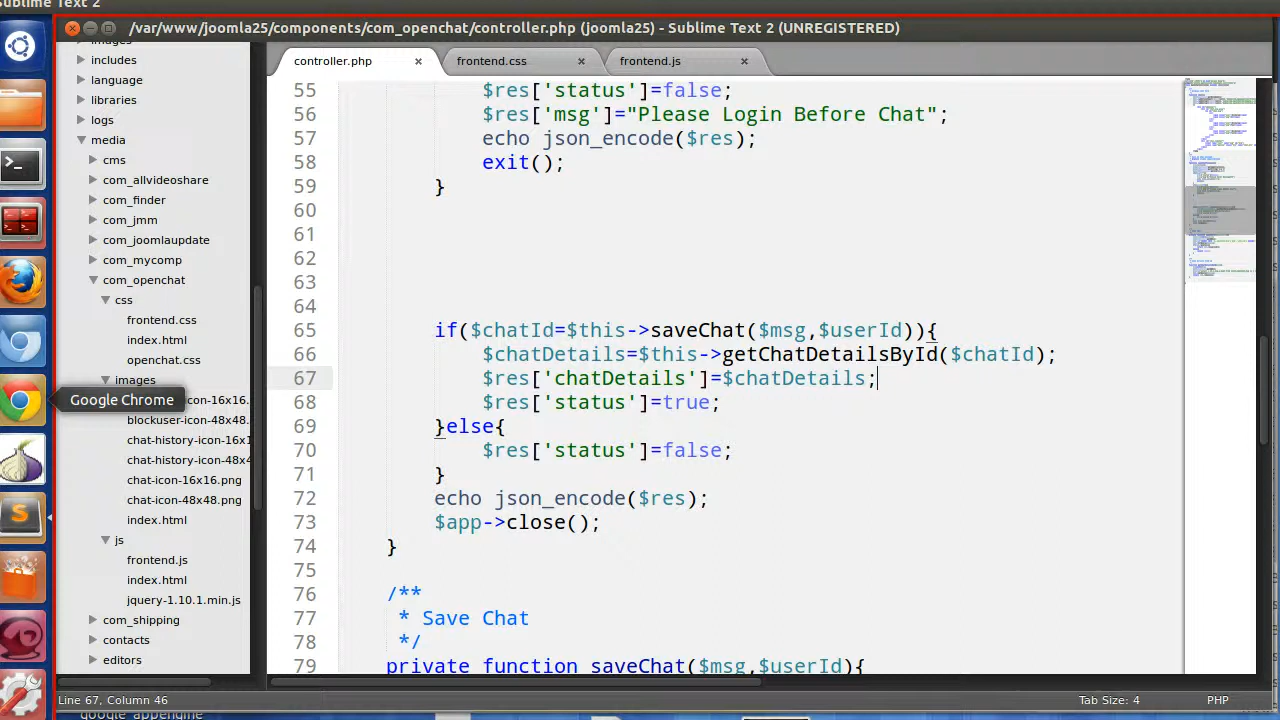 Sublime Text 2
/var/www/joomla25/components/com_openchat/controller.php (joomla25) - Sublime Text 2 (UNREGISTERED)
images
includes
language
libraries
logs
media
cms
com_allvideoshare
com_finder
com_jmm
com_joomlaupdate
com_mycomp
com_openchat
css
frontend.css
index.html
openchat.css
images
Google Chrome
con-16x16.
blockuser-icon-48x48.
chat-history-icon-16x1
chat-history-icon-48x4
chat-icon-16x16.png
chat-icon-48x48.png
index.html
js
frontend.js
index.html
jquery-1.10.1.min.js
com_shipping
contacts
editors
controller.php × frontend.css × frontend.js ×
55 $res['status']=false;
56 $res['msg']="Please Login Before Chat";
57 echo json_encode($res);
58 exit();
59 }
60
61
62
63
64
65 if($chatId=$this->saveChat($msg,$userId)){
66 $chatDetails=$this->getChatDetailsById($chatId);
67 $res['chatDetails']=$chatDetails;
68 $res['status']=true;
69 }else{
70 $res['status']=false;
71 }
72 echo json_encode($res);
73 $app->close();
74 }
75
76 /**
77 * Save Chat
78 */
79 private function saveChat($msg,$userId){
Line 67, Column 46
Tab Size: 4
PHP
google_appengine